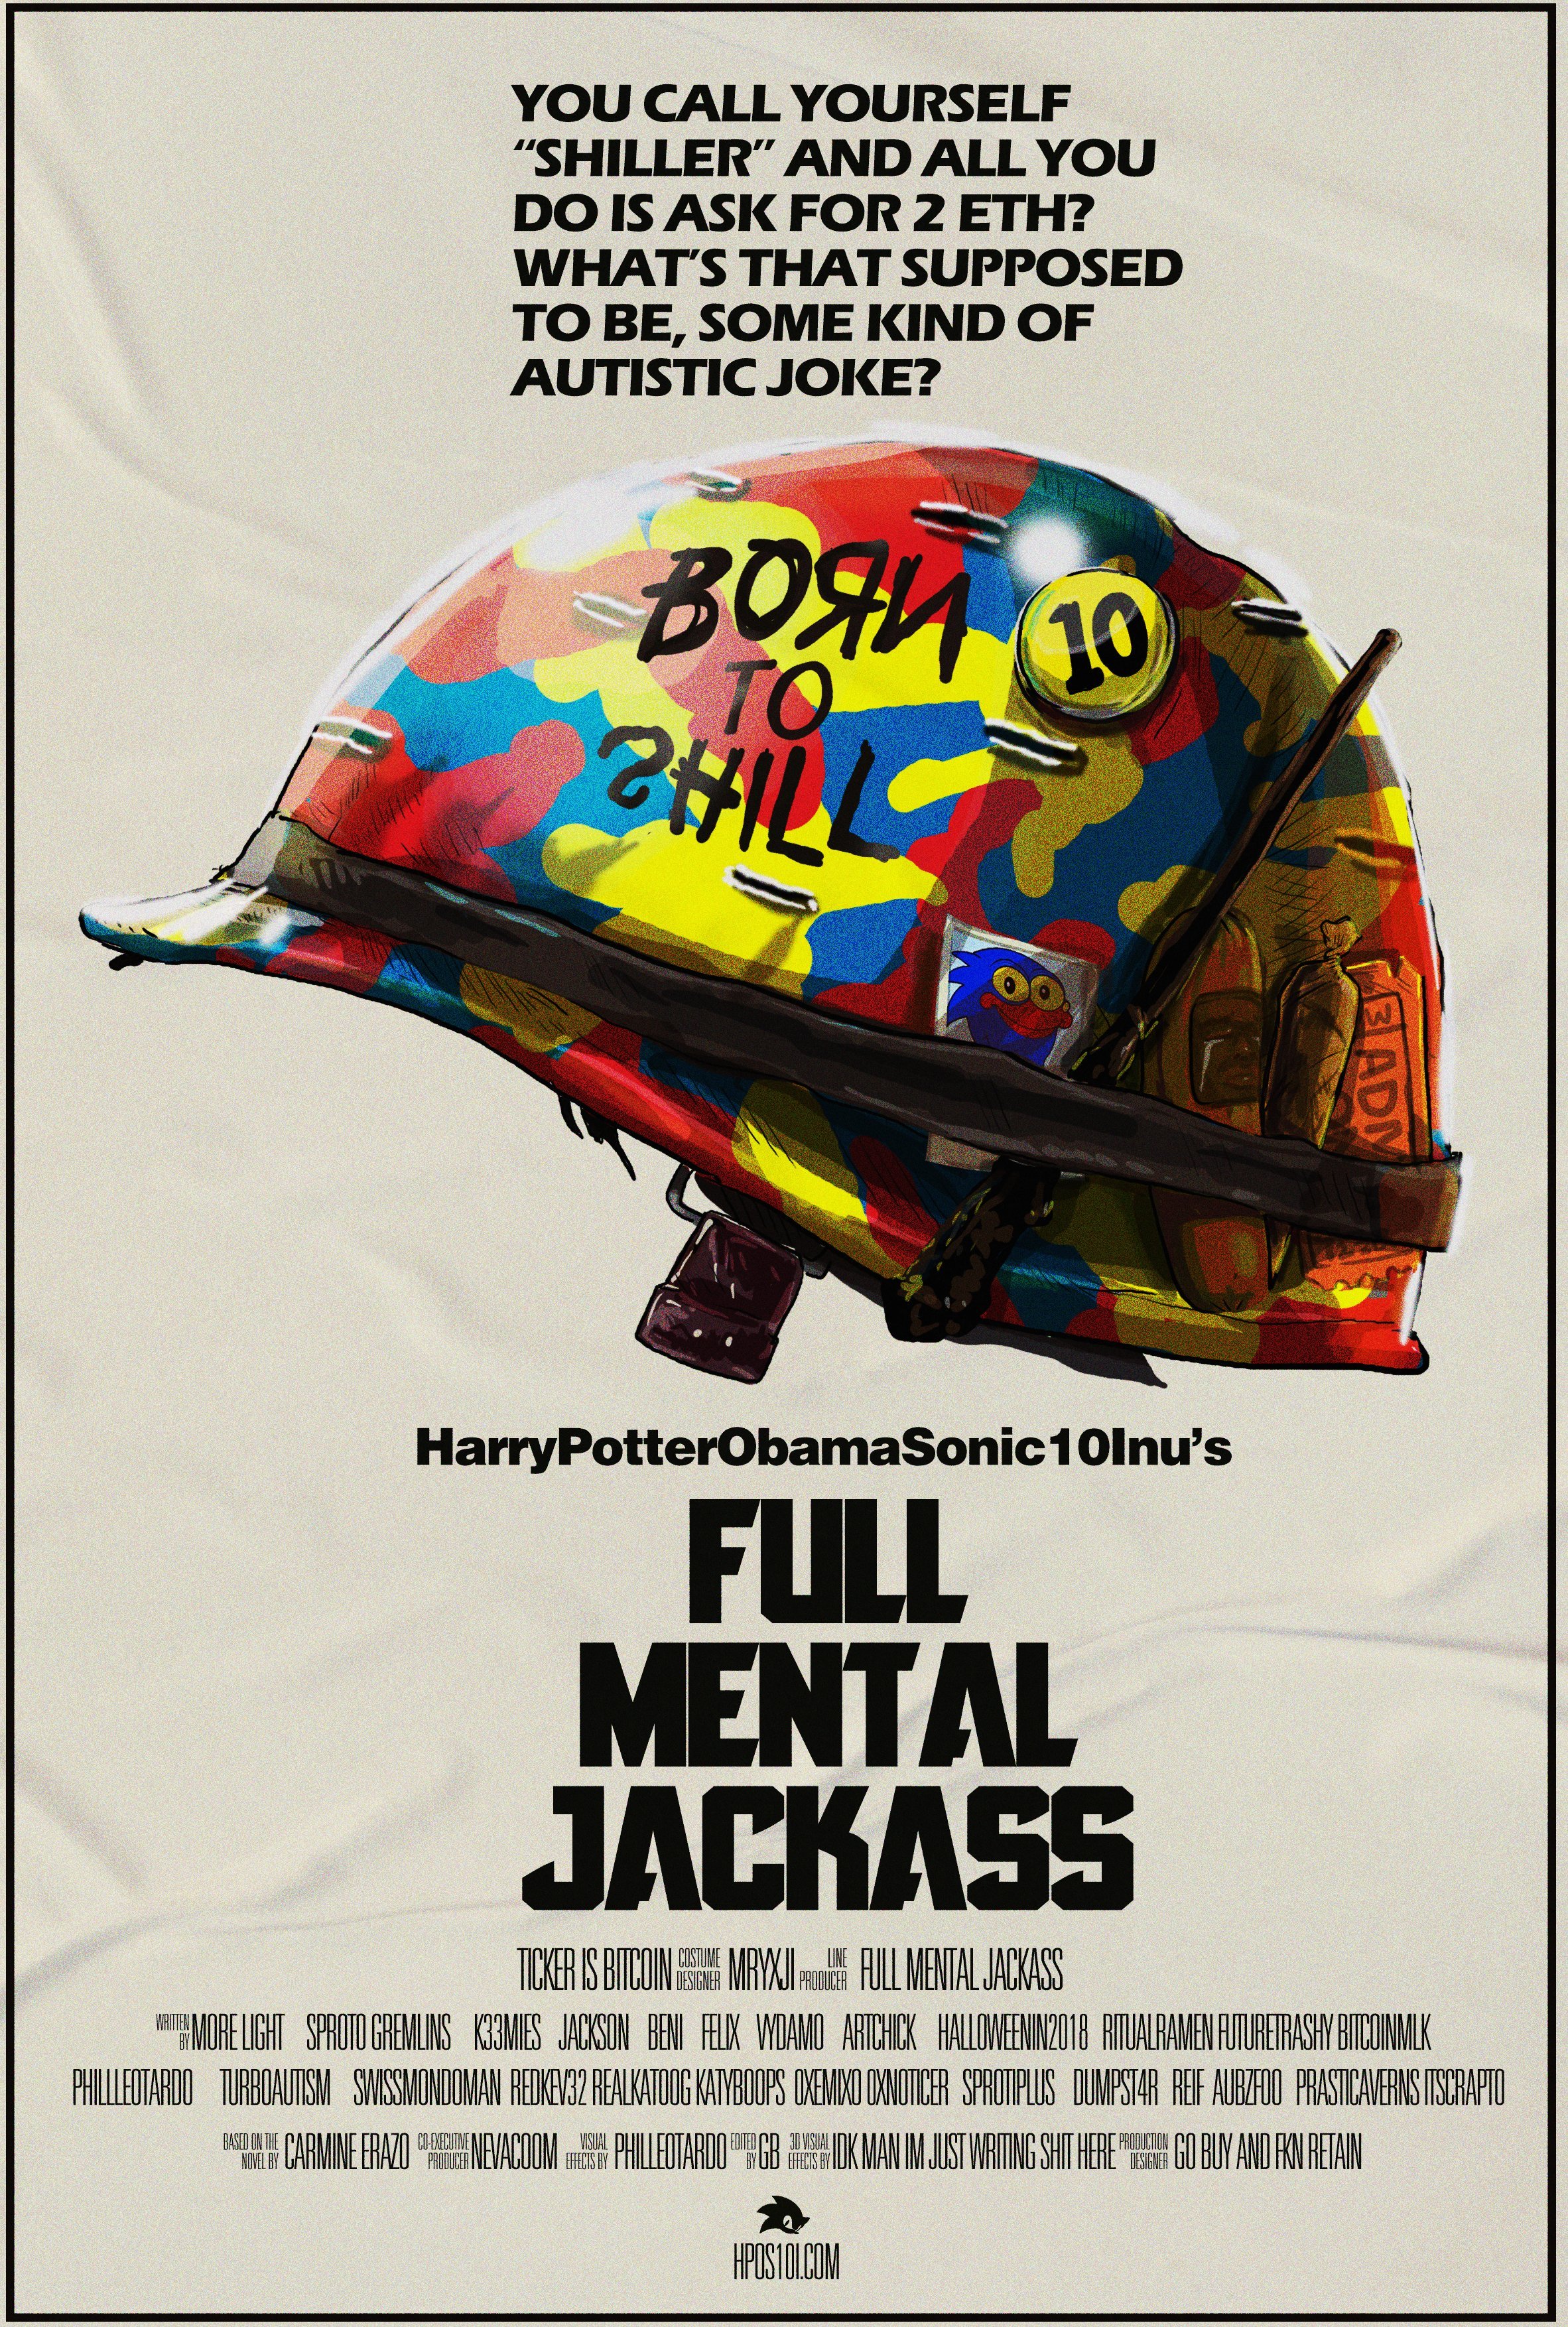 YOU CALL YOURSELF
“SHILLER” AND ALL YOU
DO IS ASK FOR 2 ETH?
WHAT’S THAT SUPPOSED
TO BE, SOME KIND OF
AUTISTIC JOKE?
BORN
TO
SHILL
10
HarryPotterObamaSonic10Inu’s
FULL
MENTAL
JACKASS
TICKER IS BITCOIN COSTUME DESIGNER MRYXJI LINE PRODUCER FULL MENTAL JACKASS
WRITTEN BY MORE LIGHT SPROTO GREMLINS K33MIES JACKSON BENI FELIX VYDAMO ARTCHICK HALLOWEENIN2018 RITUALRAMEN FUTURETRASHY BITCOINMLK
PHILLLEOTARDO TURBOAUTISM SWISSMONDOMAN REDKEV32 REALKATOOG KATYBOOPS OXEMIXO OXNOTICER SPROTIPLUS DUMPST4R REIF AUBZFOO PRASTICAVERNS ITSCRAPTO
BASED ON THE NOVEL BY CARMINE ERAZO CO-EXECUTIVE PRODUCER NEVACOOM VISUAL EFFECTS BY PHILLEOTARDO EDITED BY GB 3D VISUAL EFFECTS BY IDK MAN IM JUST WRITING SHIT HERE PRODUCTION DESIGNER GO BUY AND FKN RETAIN
HPOS10I.COM